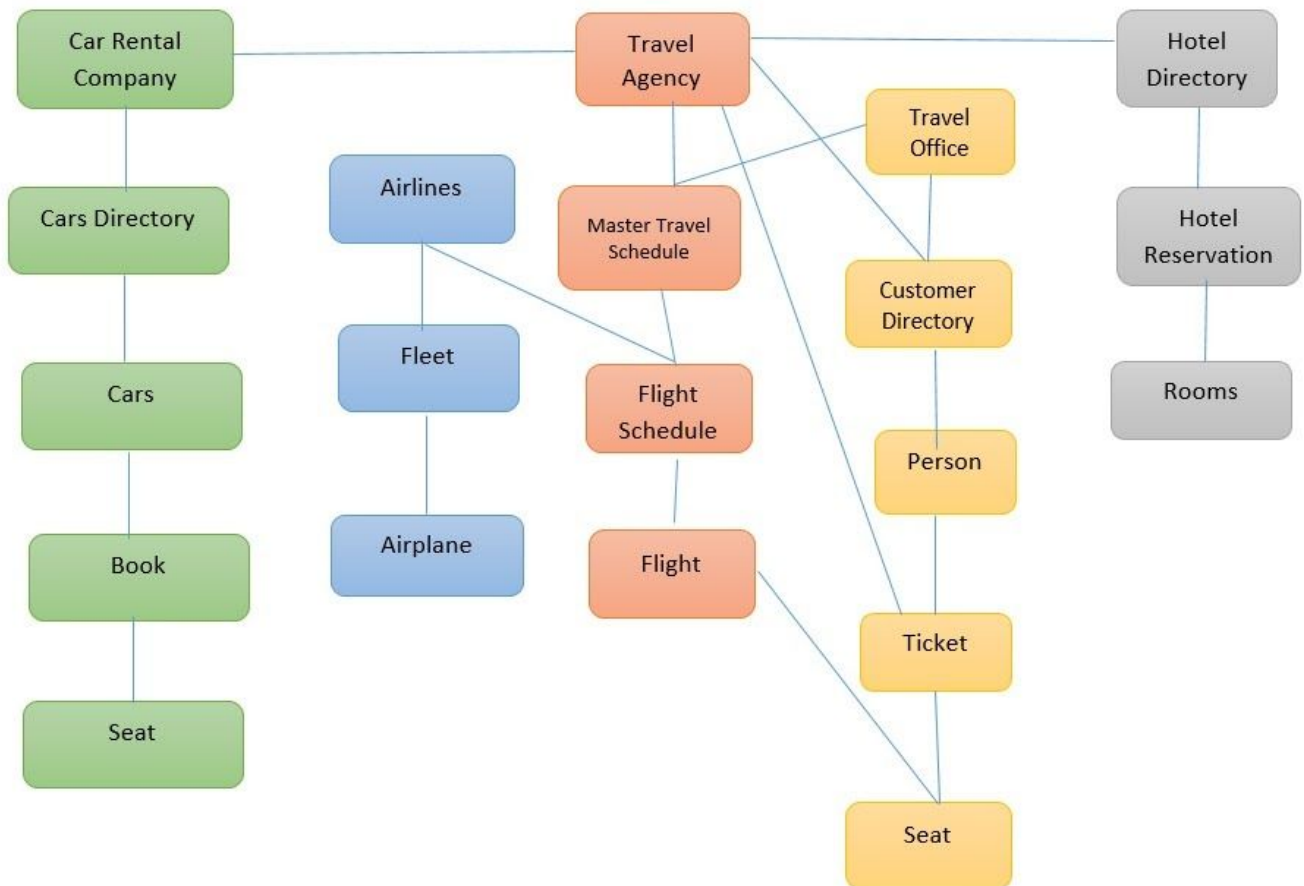 Car Rental
Company
Travel
Agency
Hotel
Directory
Travel
Office
Airlines
Cars Directory
Master Travel
Schedule
Hotel
Reservation
Customer
Directory
Fleet
Cars
Flight
Schedule
Rooms
Person
Book
Airplane
Flight
Ticket
Seat
Seat